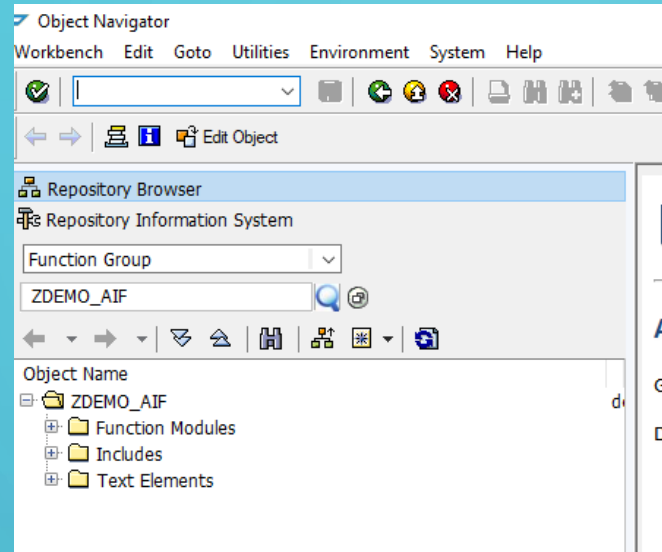 Object Navigator
Workbench Edit Goto Utilities Environment System Help
Edit Object
Repository Browser
Repository Information System
Function Group
ZDEMO_AIF
Object Name
ZDEMO_AIF
Function Modules
Includes
Text Elements